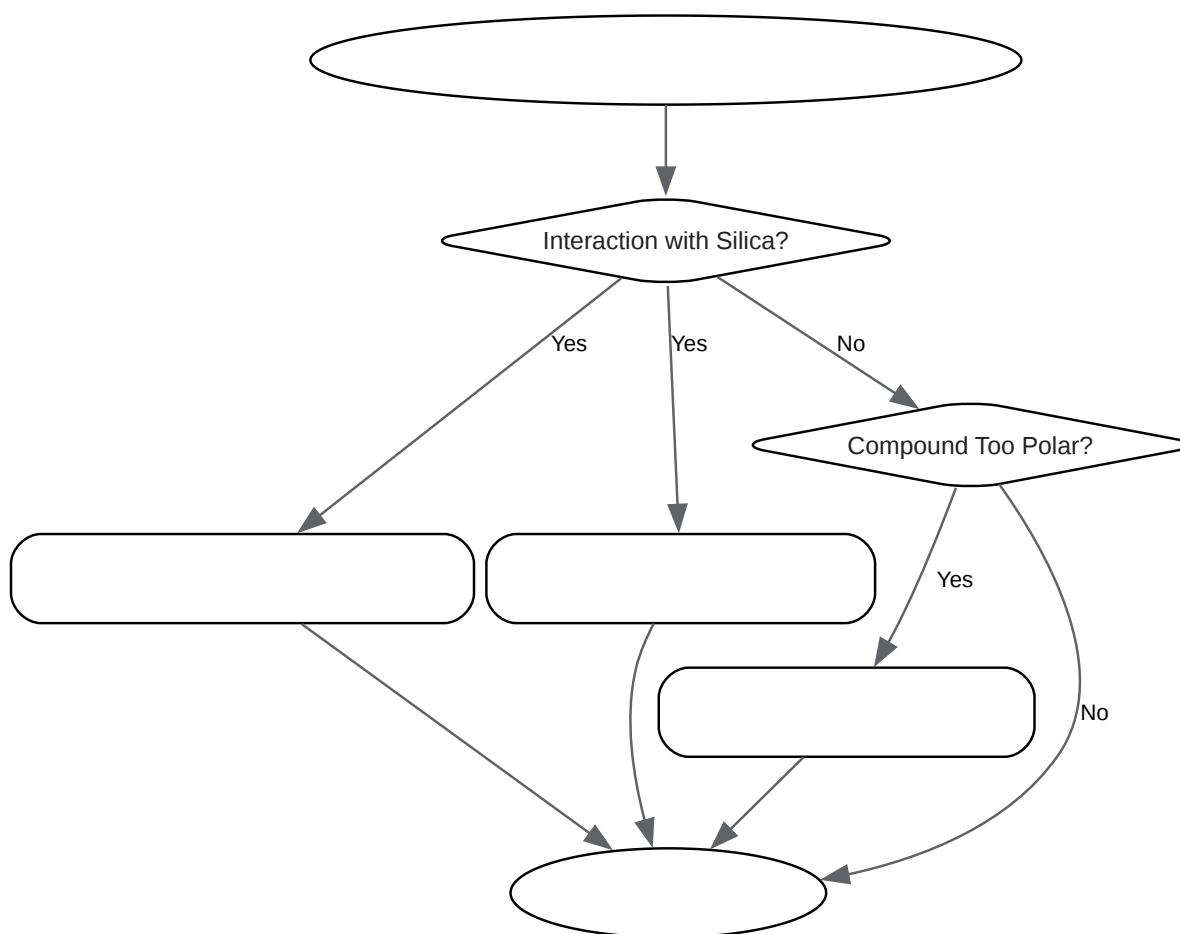 Interaction with Silica?
Yes
Yes
No
Compound Too Polar?
Yes
No